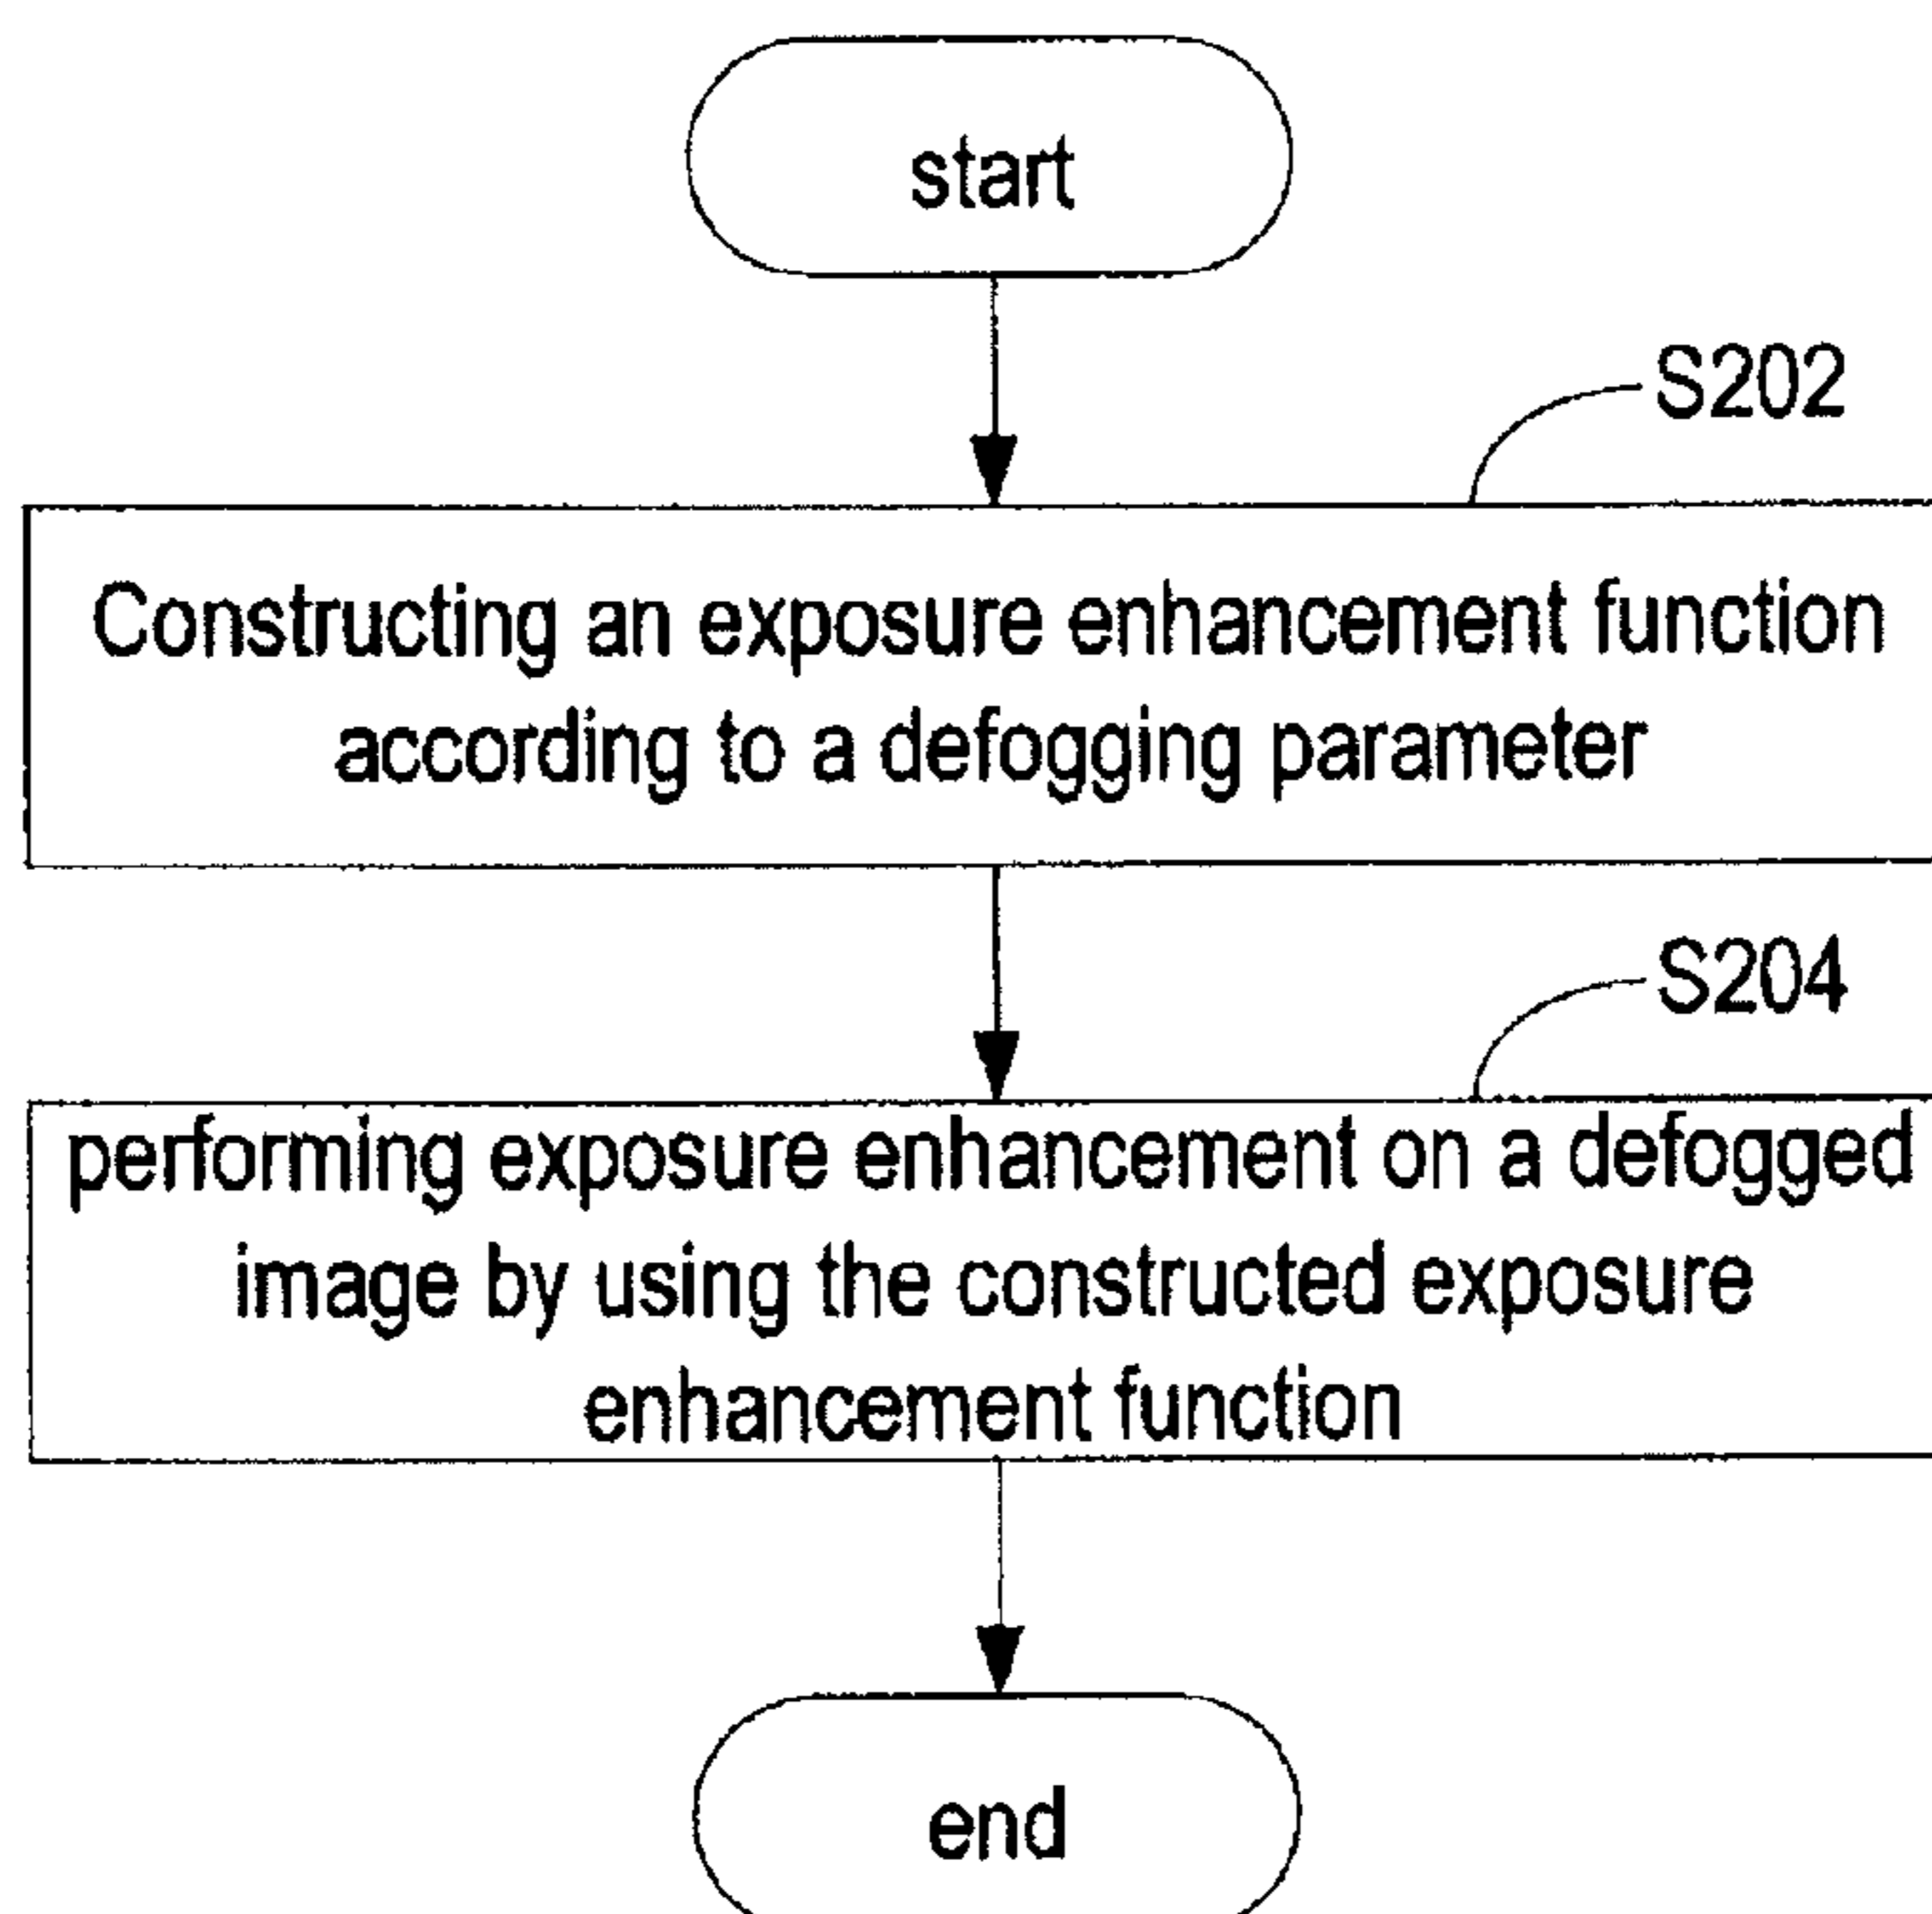 start
S202
Constructing an exposure enhancement function
according to a defogging parameter
S204
performing exposure enhancement on a defogged
image by using the constructed exposure
enhancement function
end